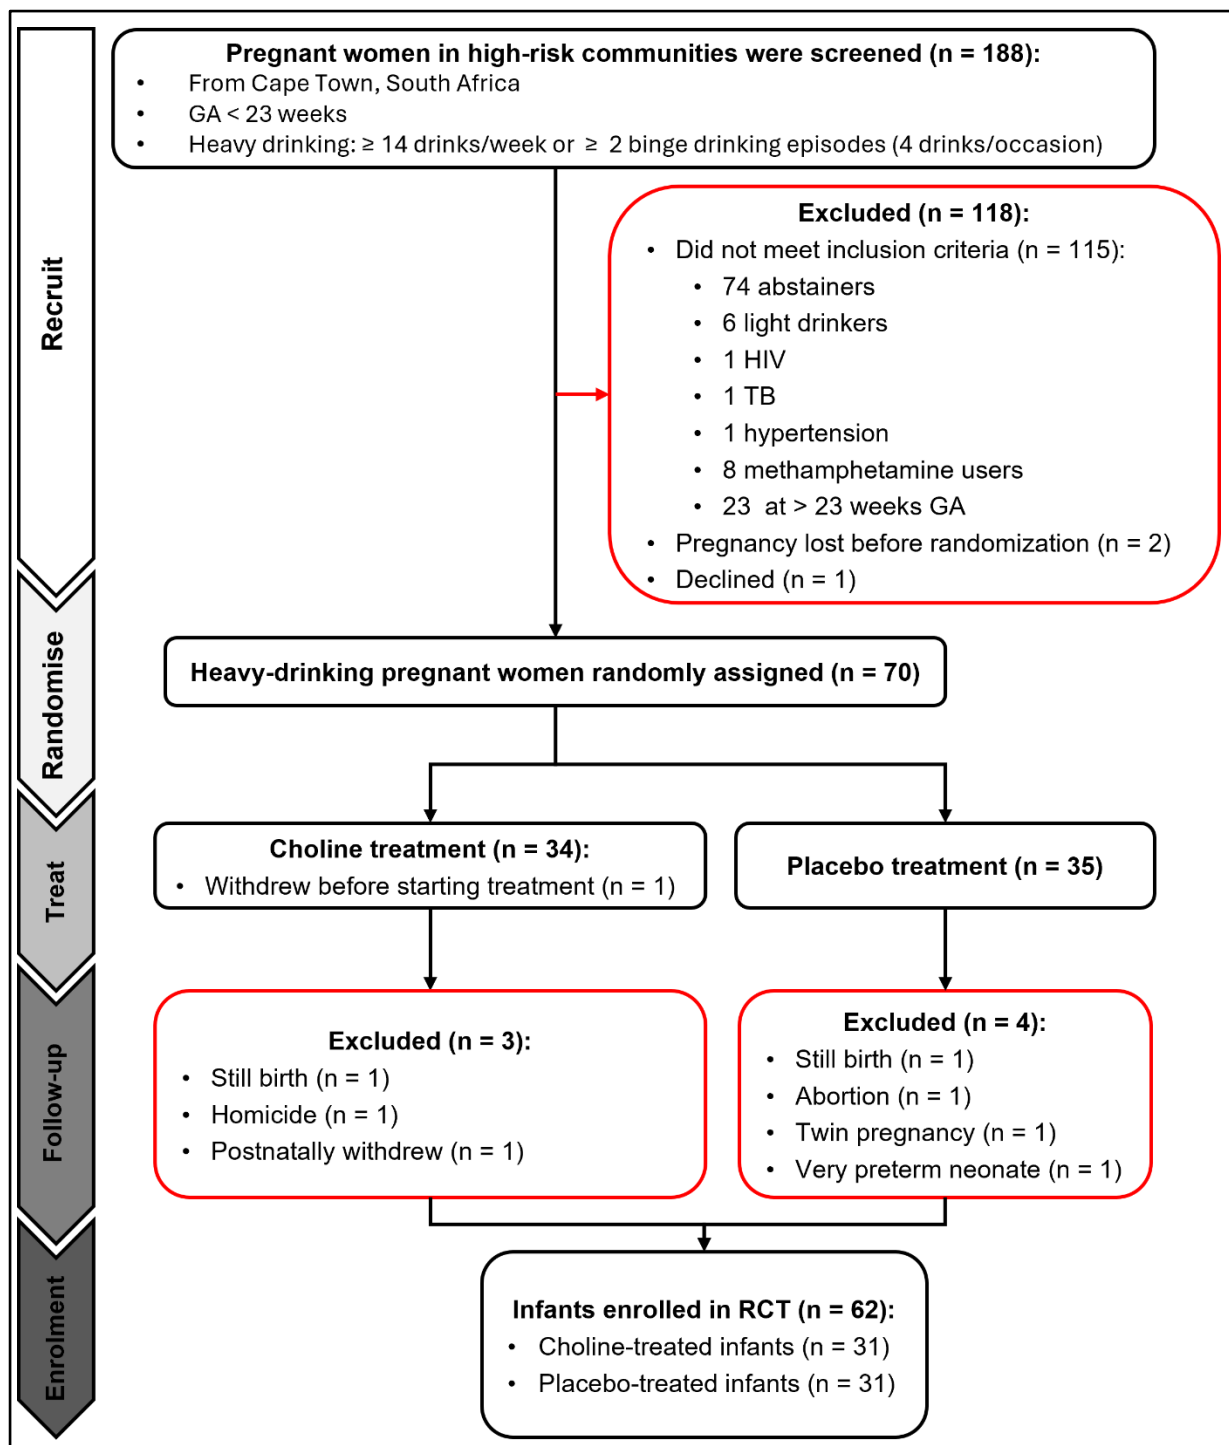 Pregnant women in high-risk communities were screened (n = 188):
• From Cape Town, South Africa
• GA < 23 weeks
• Heavy drinking: ≥ 14 drinks/week or ≥ 2 binge drinking episodes (4 drinks/occasion)
Recruit
Excluded (n = 118):
• Did not meet inclusion criteria (n = 115):
• 74 abstainers
• 6 light drinkers
• 1 HIV
• 1 TB
• 1 hypertension
• 8 methamphetamine users
• 23 at > 23 weeks GA
• Pregnancy lost before randomization (n = 2)
• Declined (n = 1)
Randomise
Heavy-drinking pregnant women randomly assigned (n = 70)
Treat
Choline treatment (n = 34):
• Withdrew before starting treatment (n = 1)
Placebo treatment (n = 35)
Follow-up
Excluded (n = 3):
• Still birth (n = 1)
• Homicide (n = 1)
• Postnatally withdrew (n = 1)
Excluded (n = 4):
• Still birth (n = 1)
• Abortion (n = 1)
• Twin pregnancy (n = 1)
• Very preterm neonate (n = 1)
Enrolment
Infants enrolled in RCT (n = 62):
• Choline-treated infants (n = 31)
• Placebo-treated infants (n = 31)